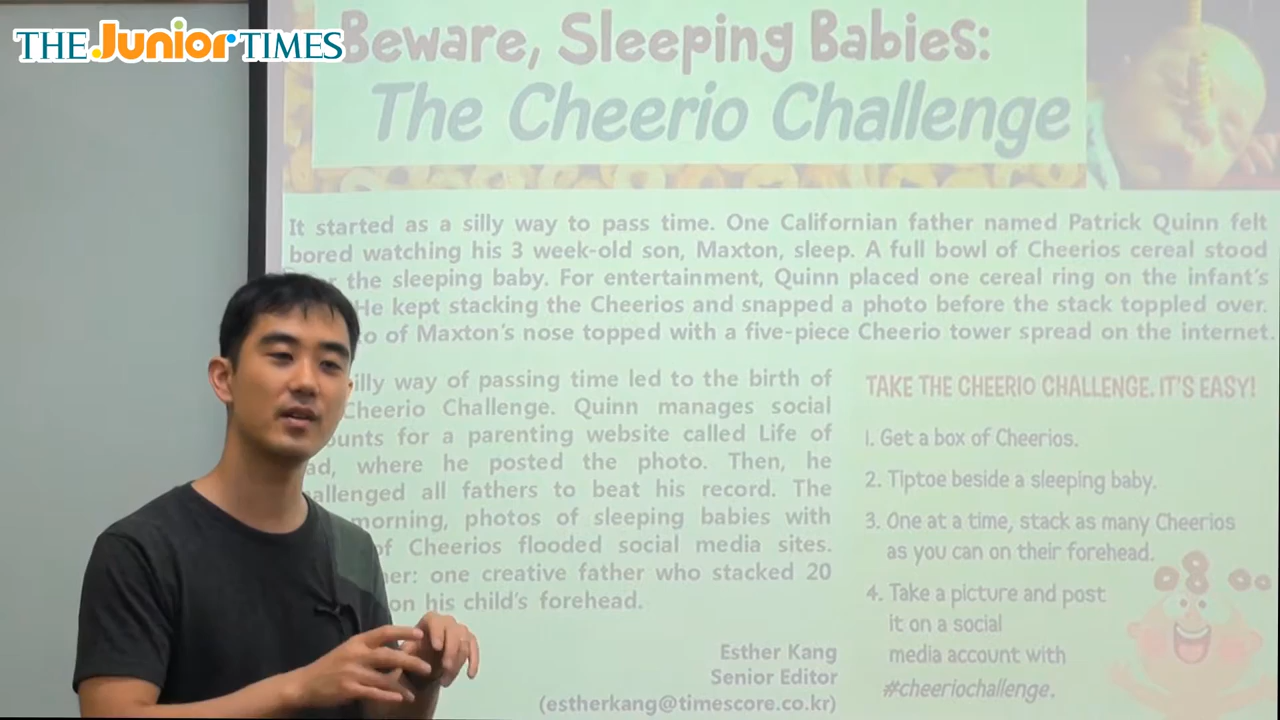 THE Junior TIMES
Beware, Sleeping Babies:
The Cheerio Challenge
It started as a silly way to pass time. One Californian father named Patrick Quinn felt
bored watching his 3 week-old son, Maxton, sleep. A full bowl of Cheerios cereal stood
the sleeping baby. For entertainment, Quinn placed one cereal ring on the infant's
He kept stacking the Cheerios and snapped a photo before the stack toppled over.
of Maxton's nose topped with a five-piece Cheerio tower spread on the internet.
way of passing time led to the birth of
Cheerio Challenge. Quinn manages social
for a parenting website called Life of
where he posted the photo. Then, he
all fathers to beat his record. The
morning, photos of sleeping babies with
of Cheerios flooded social media sites.
one creative father who stacked 20
on his child's forehead.
Esther Kang
Senior Editor
(estherkang@timescore.co.kr)
TAKE THE CHEERIO CHALLENGE. IT'S EASY!
1. Get a box of Cheerios.
2. Tiptoe beside a sleeping baby.
3. One at a time, stack as many Cheerios
as you can on their forehead.
4. Take a picture and post
it on a social
media account with
#cheeriochallenge.